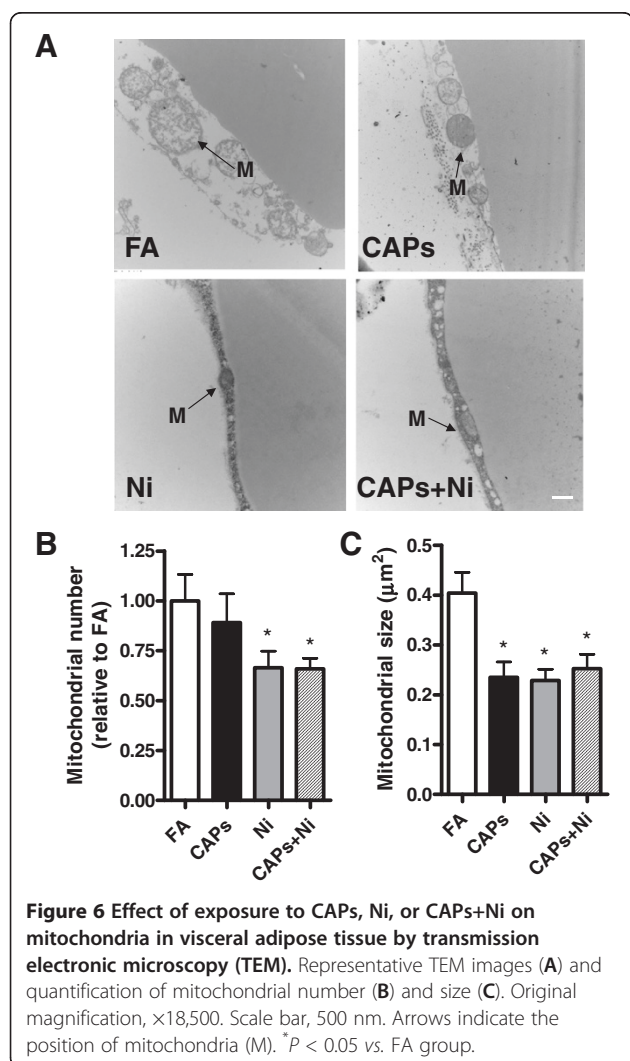 A
M
FA
M
CAPs
M
Ni
M
CAPs+Ni
B
Mitochondrial number
(relative to FA)
1.25
1.00
0.75
0.50
0.25
0.00
*
*
FA
CAPs
Ni
CAPs+Ni
C
Mitochondrial size (μm²)
0.5
0.4
0.3
0.2
0.1
0.0
*
*
*
FA
CAPs
Ni
CAPs+Ni
Figure 6 Effect of exposure to CAPs, Ni, or CAPs+Ni on
mitochondria in visceral adipose tissue by transmission
electronic microscopy (TEM). Representative TEM images (A) and
quantification of mitochondrial number (B) and size (C). Original
magnification, ×18,500. Scale bar, 500 nm. Arrows indicate the
position of mitochondria (M). *P < 0.05 vs. FA group.